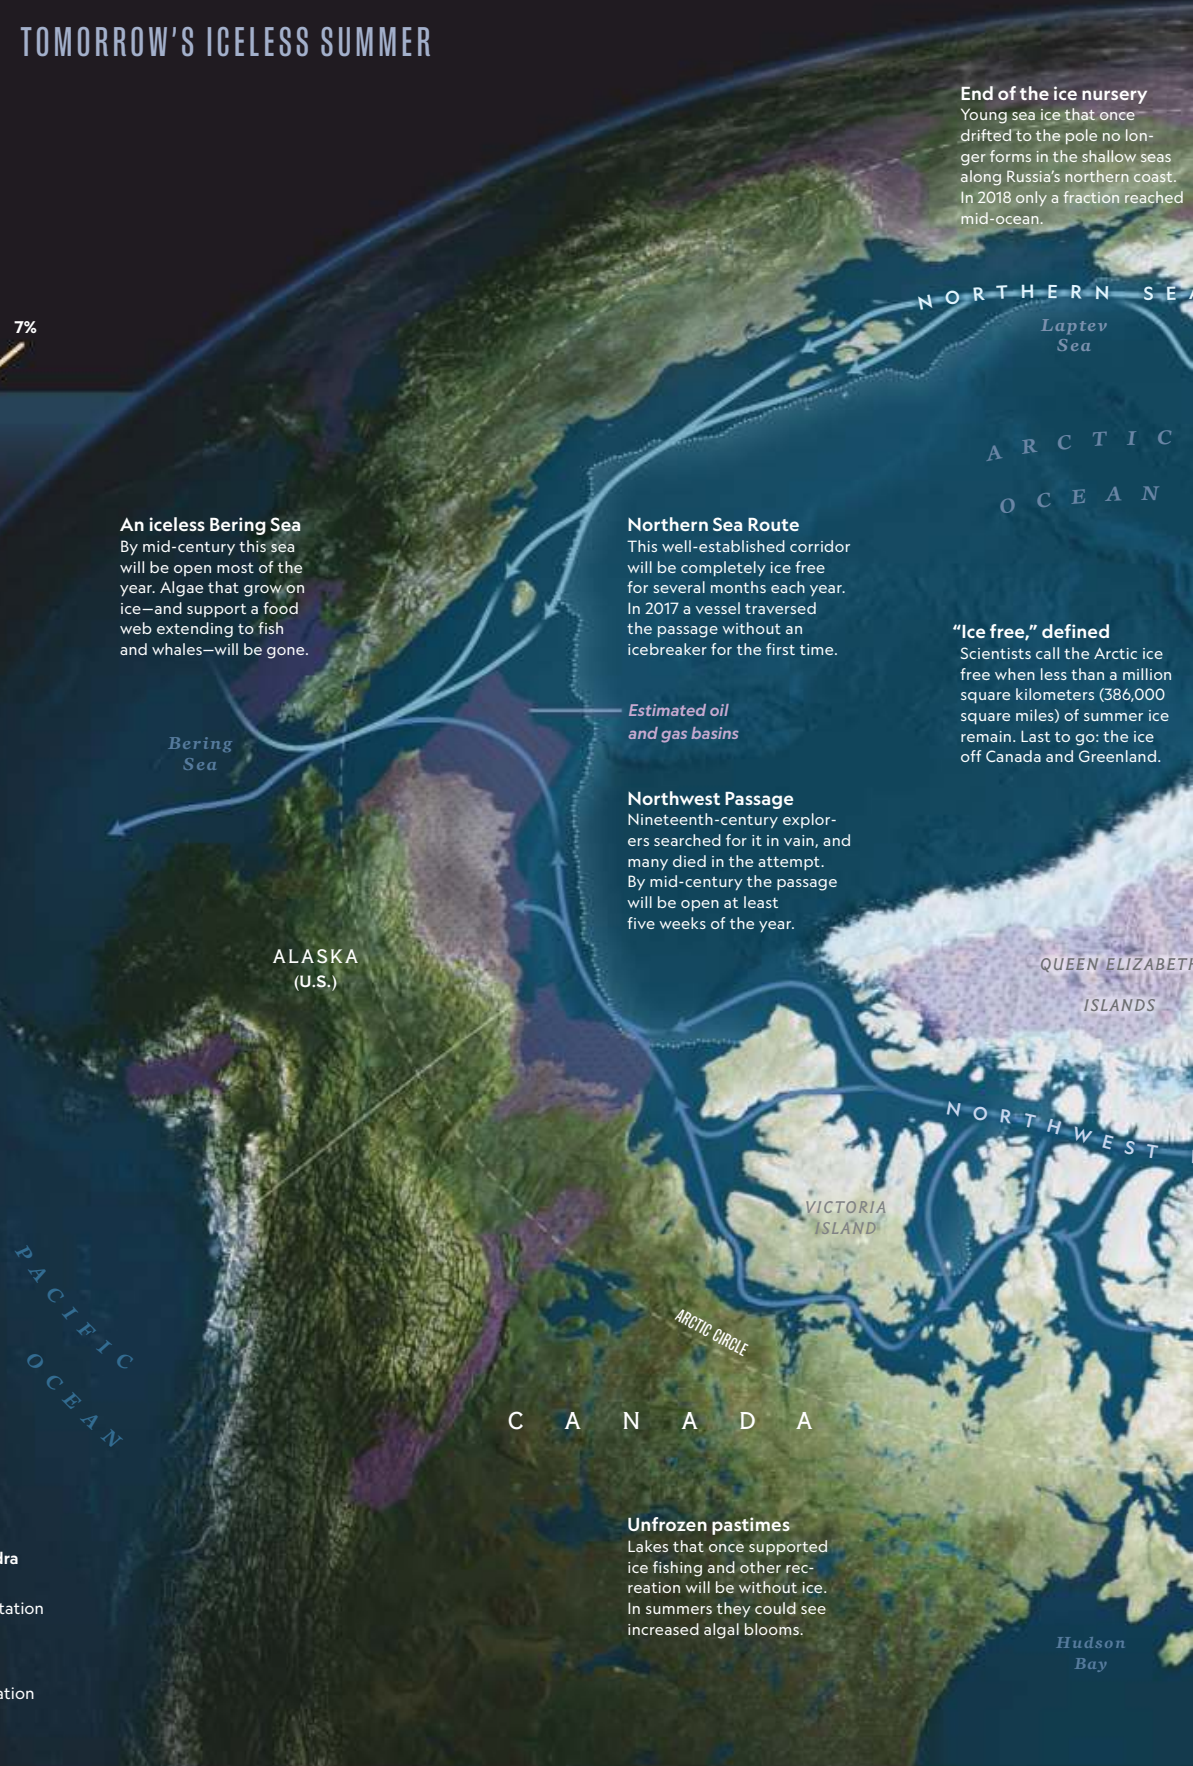 TOMORROW'S ICELESS SUMMER
End of the ice nursery
Young sea ice that once
drifted to the pole no lon-
ger forms in the shallow seas
along Russia's northern coast.
In 2018 only a fraction reached
mid-ocean.
7%
NORTHERN SEA
Laptev
Sea
ARCTIC
OCEAN
An iceless Bering Sea
By mid-century this sea
will be open most of the
year. Algae that grow on
ice—and support a food
web extending to fish
and whales—will be gone.
Northern Sea Route
This well-established corridor
will be completely ice free
for several months each year.
In 2017 a vessel traversed
the passage without an
icebreaker for the first time.
"Ice free," defined
Scientists call the Arctic ice
free when less than a million
square kilometers (386,000
square miles) of summer ice
remain. Last to go: the ice
off Canada and Greenland.
Estimated oil
and gas basins
Bering
Sea
Northwest Passage
Nineteenth-century explor-
ers searched for it in vain, and
many died in the attempt.
By mid-century the passage
will be open at least
five weeks of the year.
ALASKA
(U.S.)
QUEEN ELIZABETH
ISLANDS
NORTHWEST
VICTORIA
ISLAND
PACIFIC
OCEAN
ARCTIC CIRCLE
CANADA
Unfrozen pastimes
Lakes that once supported
ice fishing and other rec-
reation will be without ice.
In summers they could see
increased algal blooms.
dra
tation
ation
Hudson
Bay